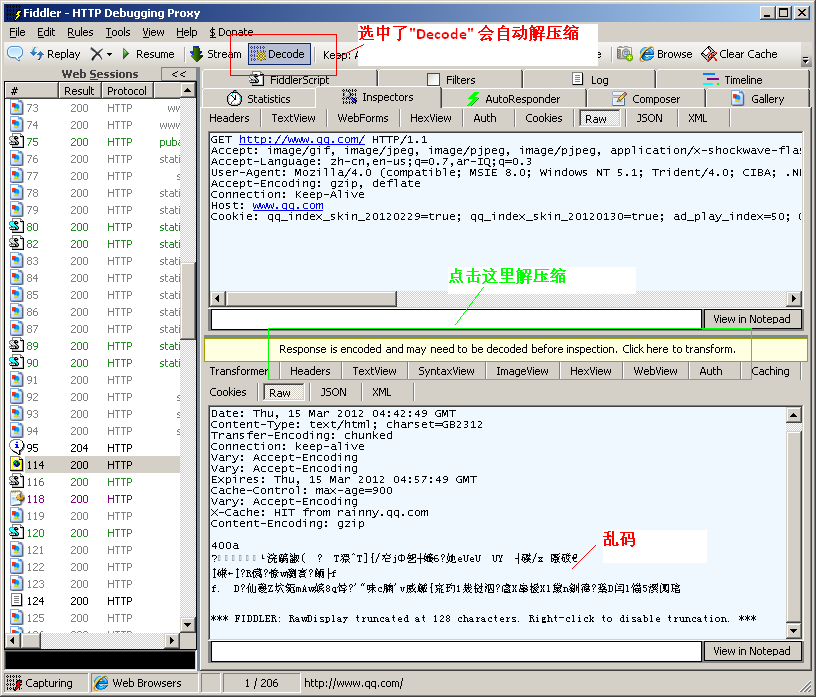 Fiddler - HTTP Debugging Proxy
File Edit Rules Tools View Help $ Donate
Replay Resume Stream Decode Keep: Browse Clear Cache
选中了"Decode" 会自动解压缩
Web Sessions <<
# Result Protocol
73 200 HTTP
74 200 HTTP
75 200 HTTP
76 200 HTTP stati
77 200 HTTP
78 200 HTTP stati
79 200 HTTP stati
80 200 HTTP stati
82 200 HTTP stati
83 200 HTTP stati
84 200 HTTP stati
85 200 HTTP stati
86 200 HTTP stati
87 200 HTTP stati
89 200 HTTP stati
90 200 HTTP stati
91 200 HTTP
92 200 HTTP
93 200 HTTP
94 200 HTTP
95 204 HTTP
114 200 HTTP
116 200 HTTP
118 200 HTTP
119 200 HTTP
120 200 HTTP
121 200 HTTP
122 200 HTTP
123 200 HTTP
124 200 HTTP
125 200 HTTP
FiddlerScript Filters Log Timeline
Statistics Inspectors AutoResponder Composer Gallery
Headers TextView WebForms HexView Auth Cookies Raw JSON XML
GET http://www.qq.com/ HTTP/1.1
Accept: image/gif, image/jpeg, image/pjpeg, image/pjpeg, application/x-shockwave-flas
Accept-Language: zh-cn,en-us;q=0.7,ar-IQ;q=0.3
User-Agent: Mozilla/4.0 (compatible; MSIE 8.0; Windows NT 5.1; Trident/4.0; CIBA; .N
Accept-Encoding: gzip, deflate
Connection: Keep-Alive
Host: www.qq.com
Cookie: qq_index_skin_20120229=true; qq_index_skin_20120130=true; ad_play_index=50;
点击这里解压缩
View in Notepad
Response is encoded and may need to be decoded before inspection. Click here to transform.
Transformer Headers TextView SyntaxView ImageView HexView WebView Auth Caching
Cookies Raw JSON XML
Date: Thu, 15 Mar 2012 04:42:49 GMT
Content-Type: text/html; charset=GB2312
Transfer-Encoding: chunked
Connection: keep-alive
Vary: Accept-Encoding
Vary: Accept-Encoding
Expires: Thu, 15 Mar 2012 04:57:49 GMT
Cache-Control: max-age=900
Vary: Accept-Encoding
X-Cache: HIT from rainny.qq.com
Content-Encoding: gzip
400a
乱码
*** FIDDLER: RawDisplay truncated at 128 characters. Right-click to disable truncation. ***
View in Notepad
Capturing Web Browsers 1 / 206 http://www.qq.com/